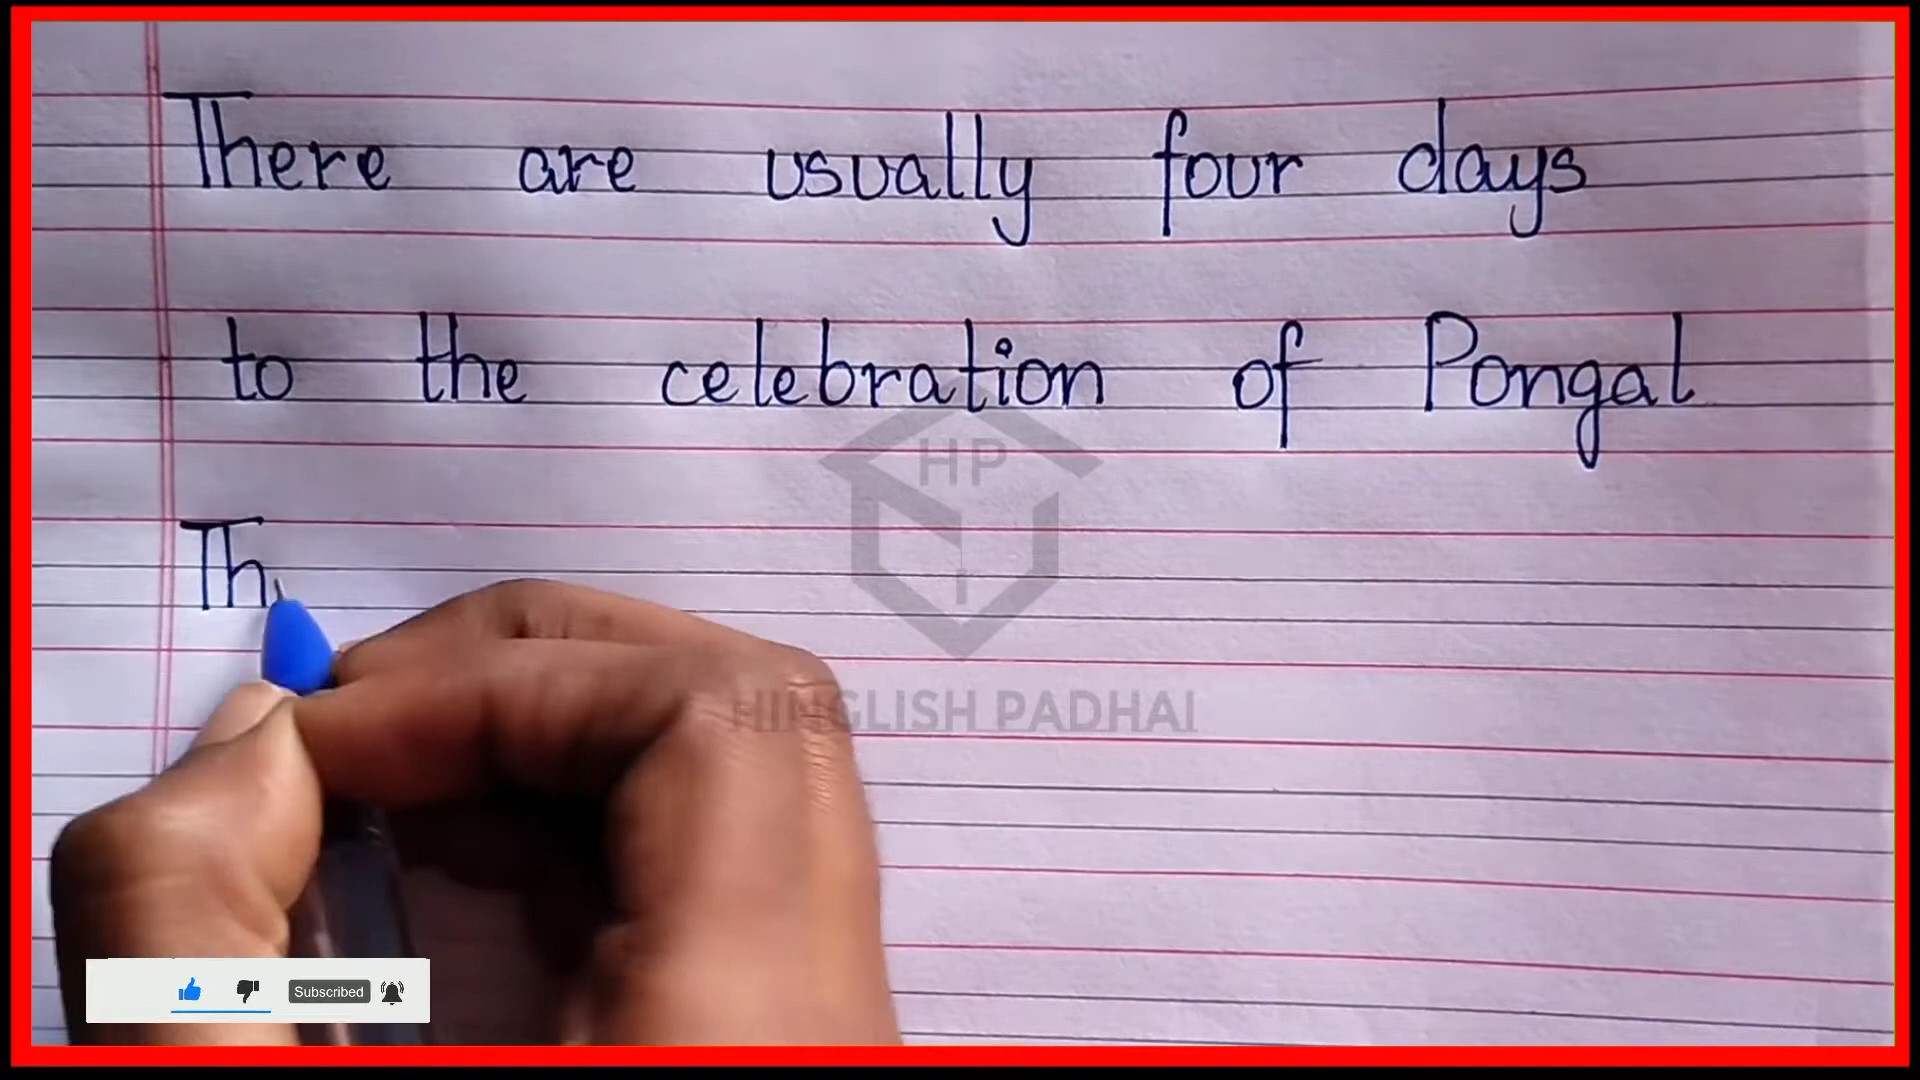 There are usually four days
to the celebration of Pongal
HP
I
Th
HINGLISH PADHAI
Subscribed